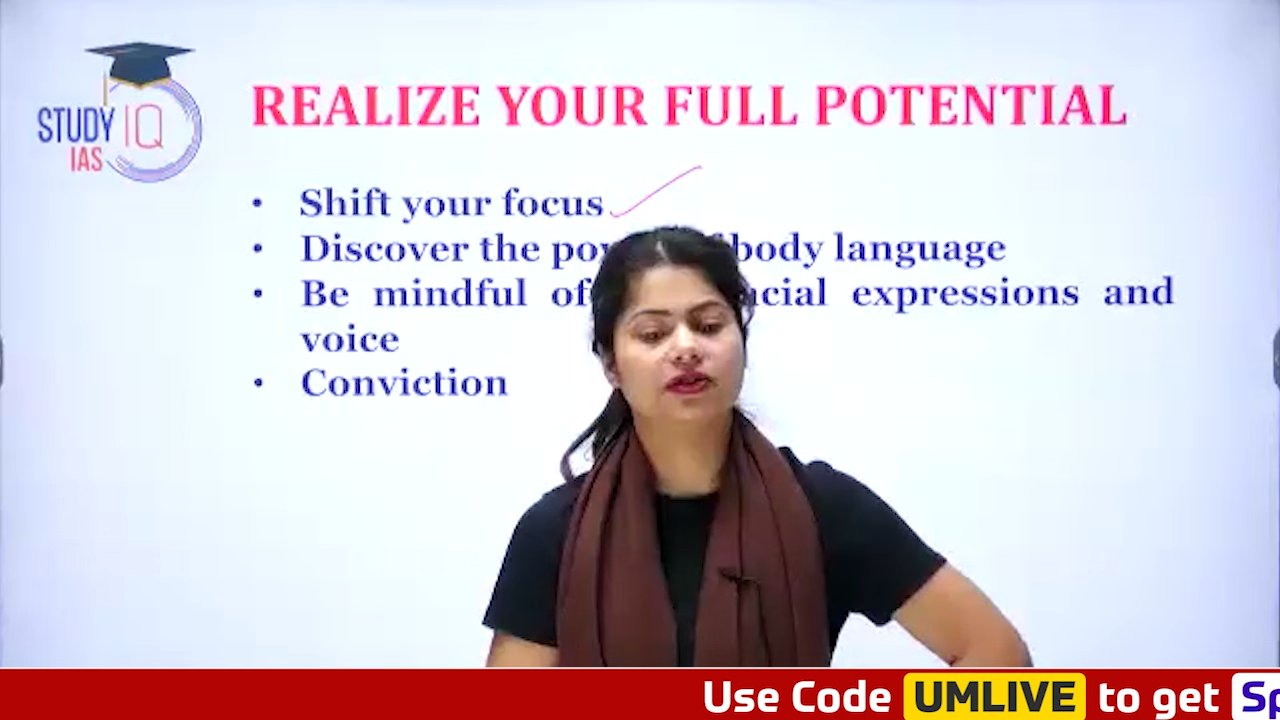 STUDY IQ
IAS
REALIZE YOUR FULL POTENTIAL
• Shift your focus
• Discover the body language
• Be mindful of expressions and
voice
• Conviction
Use Code UMLIVE to get